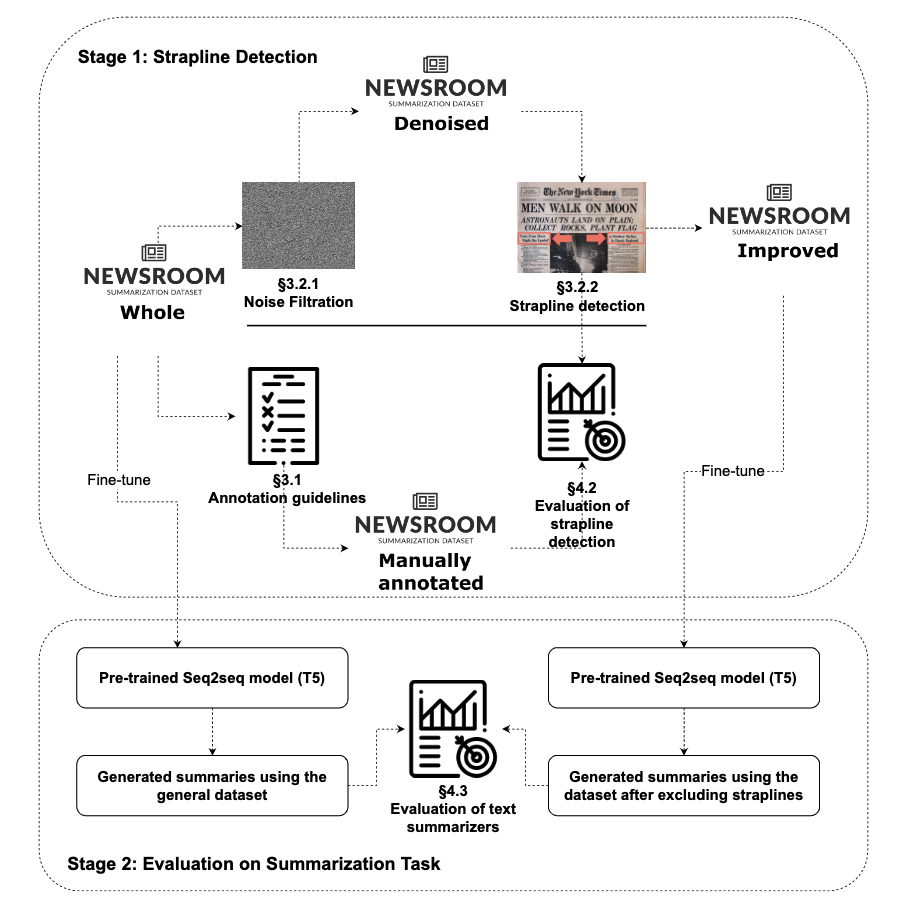 Stage 1: Strapline Detection
NEWSROOM
SUMMARIZATION DATASET
Denoised
The New York Times
MEN WALK ON MOON
ASTRONAUTS LAND ON PLAIN;
COLLECT ROCKS, PLANT FLAG
NEWSROOM
SUMMARIZATION DATASET
Improved
NEWSROOM
SUMMARIZATION DATASET
Whole
§3.2.1
Noise Filtration
§3.2.2
Strapline detection
Fine-tune
§3.1
Annotation guidelines
NEWSROOM
SUMMARIZATION DATASET
Manually
annotated
§4.2
Evaluation of
strapline
detection
Fine-tune
Pre-trained Seq2seq model (T5)
Generated summaries using the
general dataset
§4.3
Evaluation of text
summarizers
Pre-trained Seq2seq model (T5)
Generated summaries using the
dataset after excluding straplines
Stage 2: Evaluation on Summarization Task